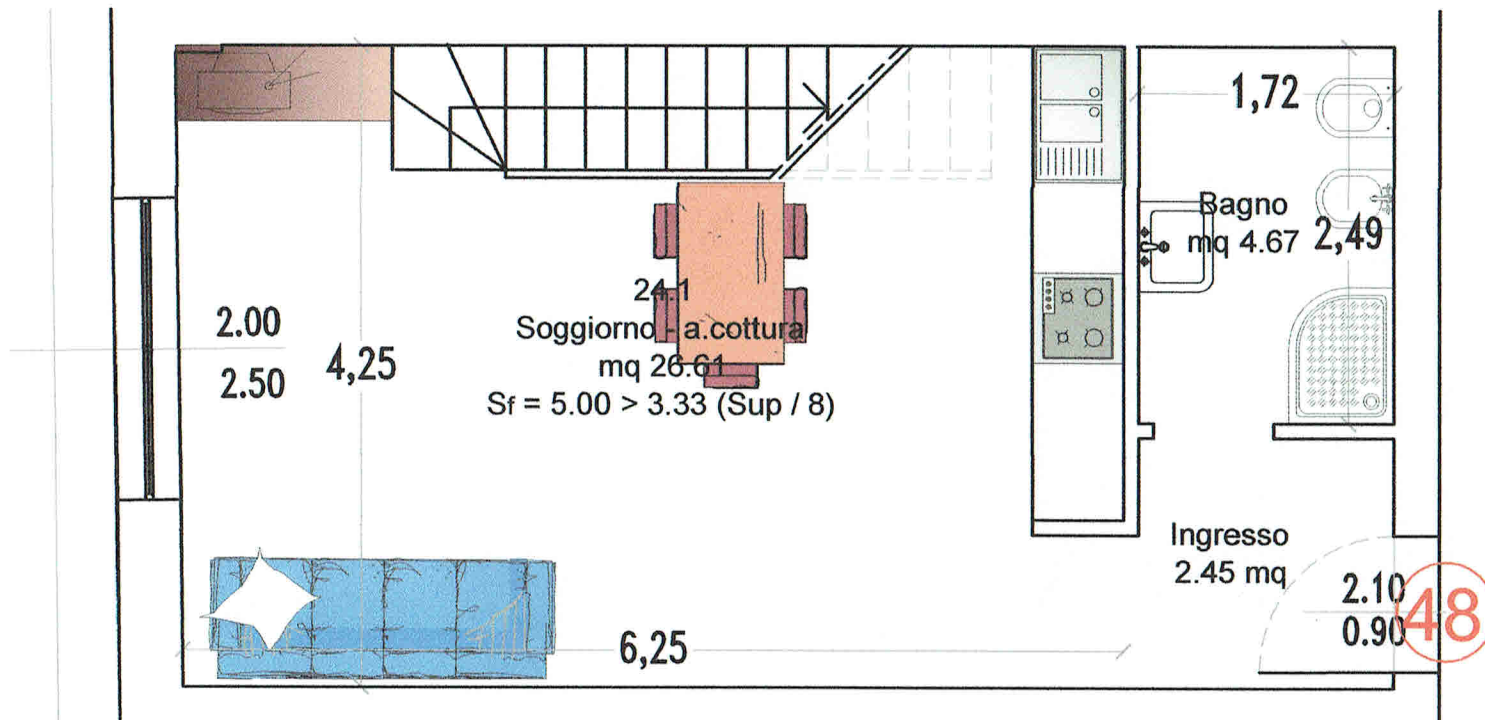 1,72
Bagno
mq 4.67
2,49
24.1
Soggiorno - a.cottura
mq 26.61
Sf = 5.00 > 3.33 (Sup / 8)
2.00
2.50
4,25
Ingresso
2.45 mq
2.10
0.90
48
6,25